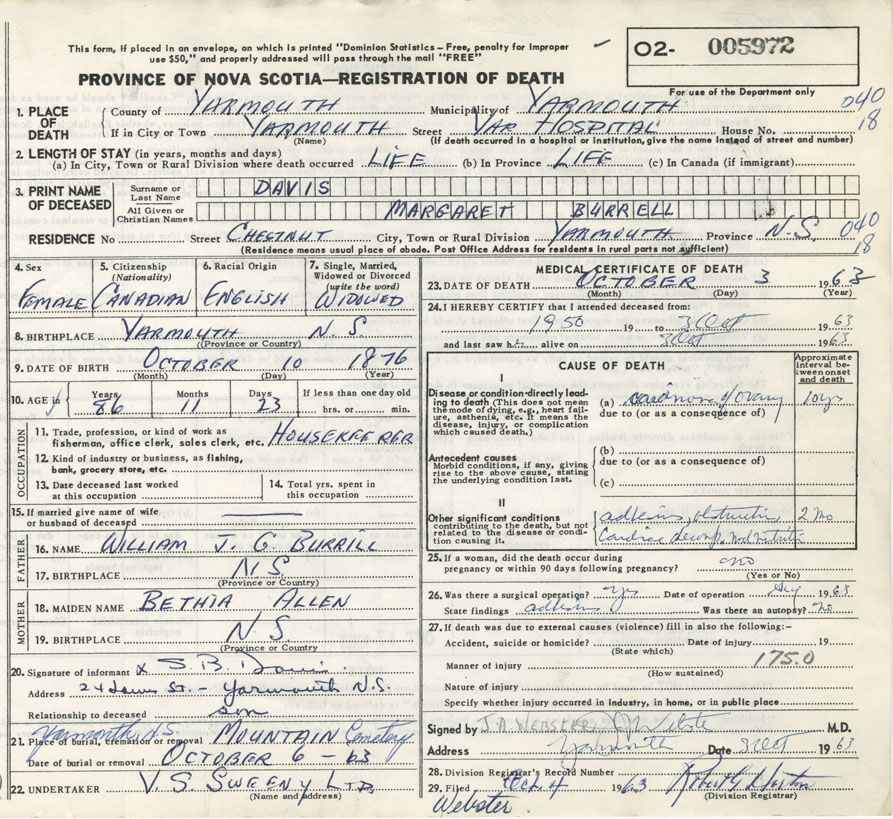 This form, if placed in an envelope, on which is printed "Dominion Statistics – Free, penalty for improper
use $50," and properly addressed will pass through the mail "FREE"
O2- 005972
PROVINCE OF NOVA SCOTIA—REGISTRATION OF DEATH
For use of the Department only
1. PLACE OF DEATH
County of YARMOUTH Municipality of YARMOUTH 040
If in City or Town YARMOUTH Street YAR HOSPITAL House No. 18
(Name) (If death occurred in a hospital or institution, give the name instead of street and number)
2. LENGTH OF STAY (in years, months and days)
(a) In City, Town or Rural Division where death occurred LIFE (b) In Province LIFE (c) In Canada (if immigrant)
3. PRINT NAME OF DECEASED
Surname or Last Name DAVIS
All Given or Christian Names MARGARET BURRELL
RESIDENCE No Street CHESTNUT City, Town or Rural Division YARMOUTH Province N.S. 040
(Residence means usual place of abode. Post Office Address for residents in rural parts not sufficient) 18
4. Sex
FEMALE
5. Citizenship
(Nationality)
CANADIAN
6. Racial Origin
ENGLISH
7. Single, Married,
Widowed or Divorced
(write the word)
WIDOWED
8. BIRTHPLACE YARMOUTH N.S.
(Province or Country)
9. DATE OF BIRTH OCTOBER 10 1876
(Month) (Day) (Year)
10. AGE in
Years Months Days If less than one day old
86 11 23 hrs. or min.
OCCUPATION
11. Trade, profession, or kind of work as HOUSEKEEPER
fisherman, office clerk, sales clerk, etc.
12. Kind of industry or business, as fishing,
bank, grocery store, etc.
13. Date deceased last worked
at this occupation
14. Total yrs. spent in
this occupation
15. If married give name of wife
or husband of deceased
FATHER
16. NAME WILLIAM J. G. BURRILL
17. BIRTHPLACE N.S.
(Province or Country)
MOTHER
18. MAIDEN NAME BETHIA ALLEN
19. BIRTHPLACE N S
(Province or Country)
20. Signature of informant x S. B. Davis
Address St. – Yarmouth N.S.
Relationship to deceased son
Yarmouth, N.S.
21. Place of burial, cremation or removal MOUNTAIN Cemetery
Date of burial or removal OCTOBER 6 – 63
22. UNDERTAKER V. S. SWEENY LTD.
(Name and address)
MEDICAL CERTIFICATE OF DEATH
23. DATE OF DEATH OCTOBER 3 1963
(Month) (Day) (Year)
24. I HEREBY CERTIFY that I attended deceased from:
1950 19 to 3 Oct 1963
and last saw h alive on 3 Oct 1963
CAUSE OF DEATH
Approximate
interval be-
tween onset
and death
I
Disease or condition directly lead-
ing to death (This does not mean
the mode of dying, e.g., heart fail-
ure, asthenia, etc. It means the
disease, injury, or complication
which caused death.)
(a) carcinoma of ovary 10 yrs
due to (or as a consequence of)
Antecedent causes
Morbid conditions, if any, giving
rise to the above cause, stating
the underlying condition last.
(b)
due to (or as a consequence of)
(c)
II
Other significant conditions
contributing to the death, but not
related to the disease or condi-
tion causing it.
obstruction 2 mo
Cardiac decomp.
25. If a woman, did the death occur during
pregnancy or within 90 days following pregnancy? no
(Yes or No)
26. Was there a surgical operation? yes Date of operation 1963
State findings Was there an autopsy? no
27. If death was due to external causes (violence) fill in also the following:–
Accident, suicide or homicide? Date of injury 19
(State which)
Manner of injury 175.0
(How sustained)
Nature of injury
Specify whether injury occurred in Industry, in home, or in public place
Signed by J.A. WEBSTER M.D.
Address Yarmouth Date 3 Oct 1963
28. Division Registrar's Record Number
29. Filed Oct. 4 1963
(Division Registrar)
Webster